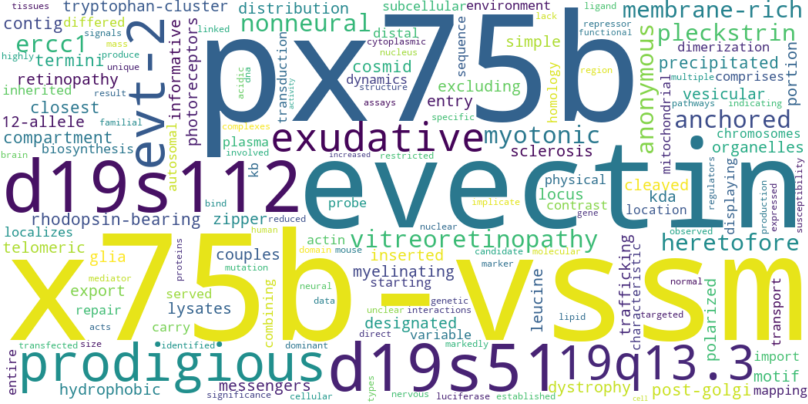 tissues
tryptophan-cluster
subcellular
environment
ligand
membrane-rich
contig
differed
distribution
lack
repressor
signals
linked
nonneural
distal
simple
functional
pleckstrin
ercc1
mass
cytoplasmic
nucleus
sequence
dimerization
highly
termini
produce
evt-2
informative
photoreceptors
px75b
cosmid
homology
anonymous
precipitated
portion
unique
transduction
dynamics
region
multiple
comprises
retinopathy
acidic
dna
structure
excluding
pathways
indicating
vesicular
inherited
result
activity
assays
entry
mitochondrial
anchored
closest
12-allele
familial
exudative
myotonic
specific
chromosomes
compartment
autosomal
complexes
plasma
sclerosis
organelles
biosynthesis
involved
increased
restricted
brain
d19s112
kb
evectin
physical
cleaved
displaying
regulators
production
expressed
susceptibility
bind
probe
locus
kda
implicate
contrast
location
rhodopsin-bearing
zipper
reduced
gene
observed
localizes
nuclear
human
actin
vitreoretinopathy
heretofore
telomeric
glia
proteins
couples
domain
mouse
inserted
candidate
molecular
x75b-vssm
mediator
mutation
myelinating
marker
trafficking
characteristic
normal
polarized
transport
export
served
combining
neural
starting
leucine
targeted
repair
lysates
data
designated
lipid
acts
carry
unclear
genetic
interactions
variable
transfected
size
identified
dominant
direct
markedly
import
entire
prodigious
d19s51
19q13.3
motif
hydrophobic
messengers
types
nervous
luciferase
established
dystrophy
post-golgi
mapping
significance
cellular
cell